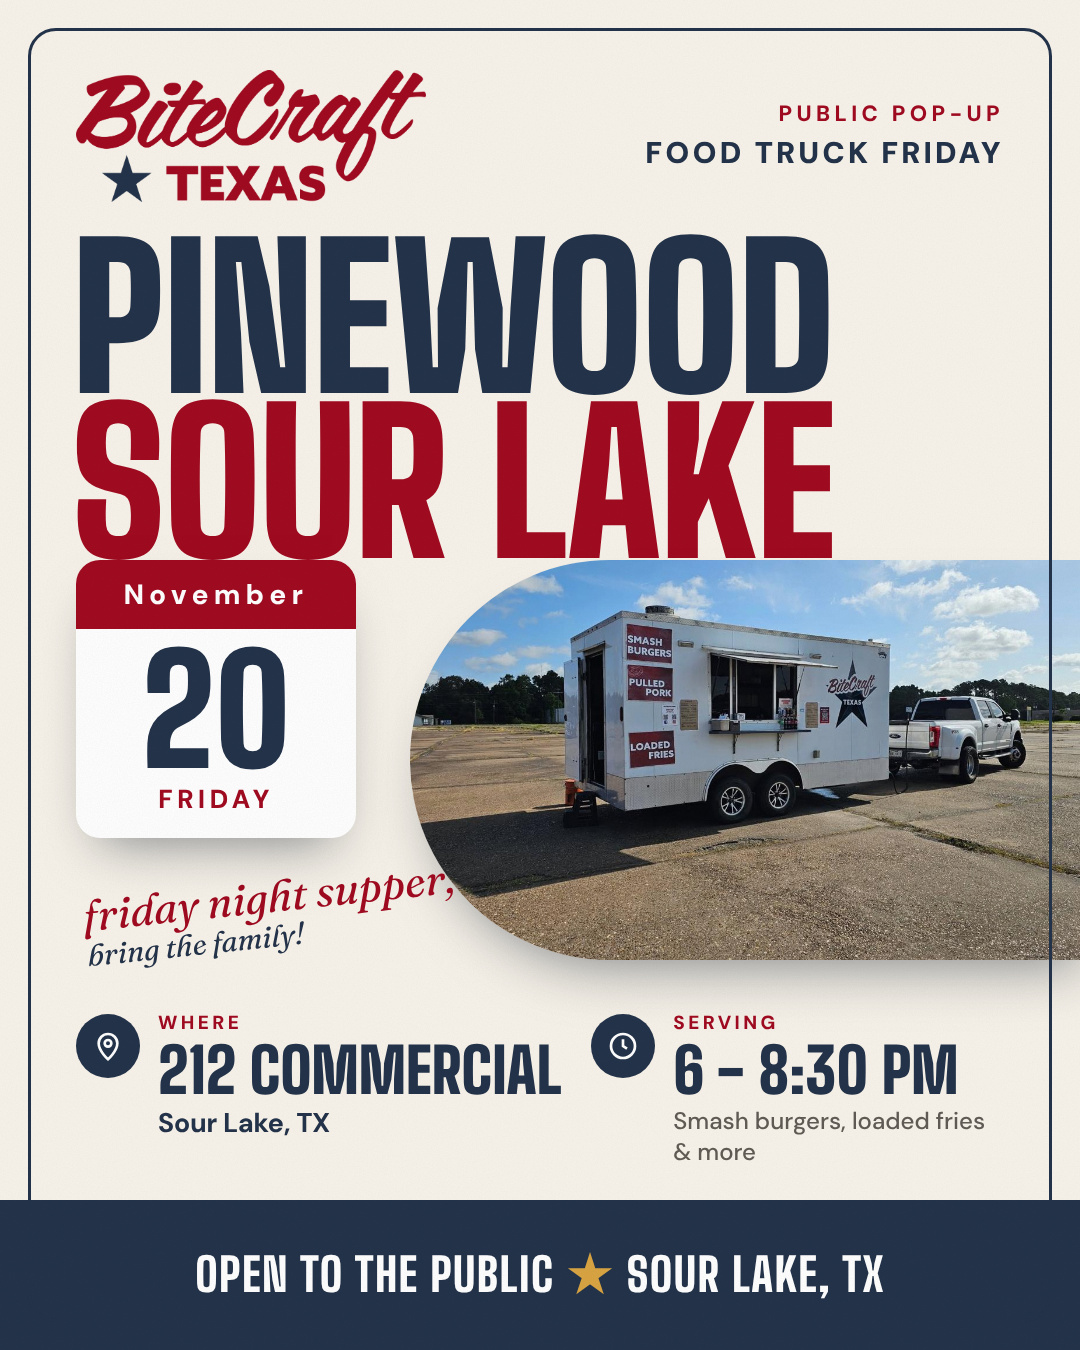 BiteCraft
TEXAS
PUBLIC POP-UP
FOOD TRUCK FRIDAY
PINEWOOD
SOUR LAKE
November
20
FRIDAY
SMASH
BURGERS
PULLED
PORK
LOADED
FRIES
BiteCraft
TEXAS
friday night supper,
bring the family!
WHERE
212 COMMERCIAL
Sour Lake, TX
SERVING
6 – 8:30 PM
Smash burgers, loaded fries
& more
OPEN TO THE PUBLIC ★ SOUR LAKE, TX